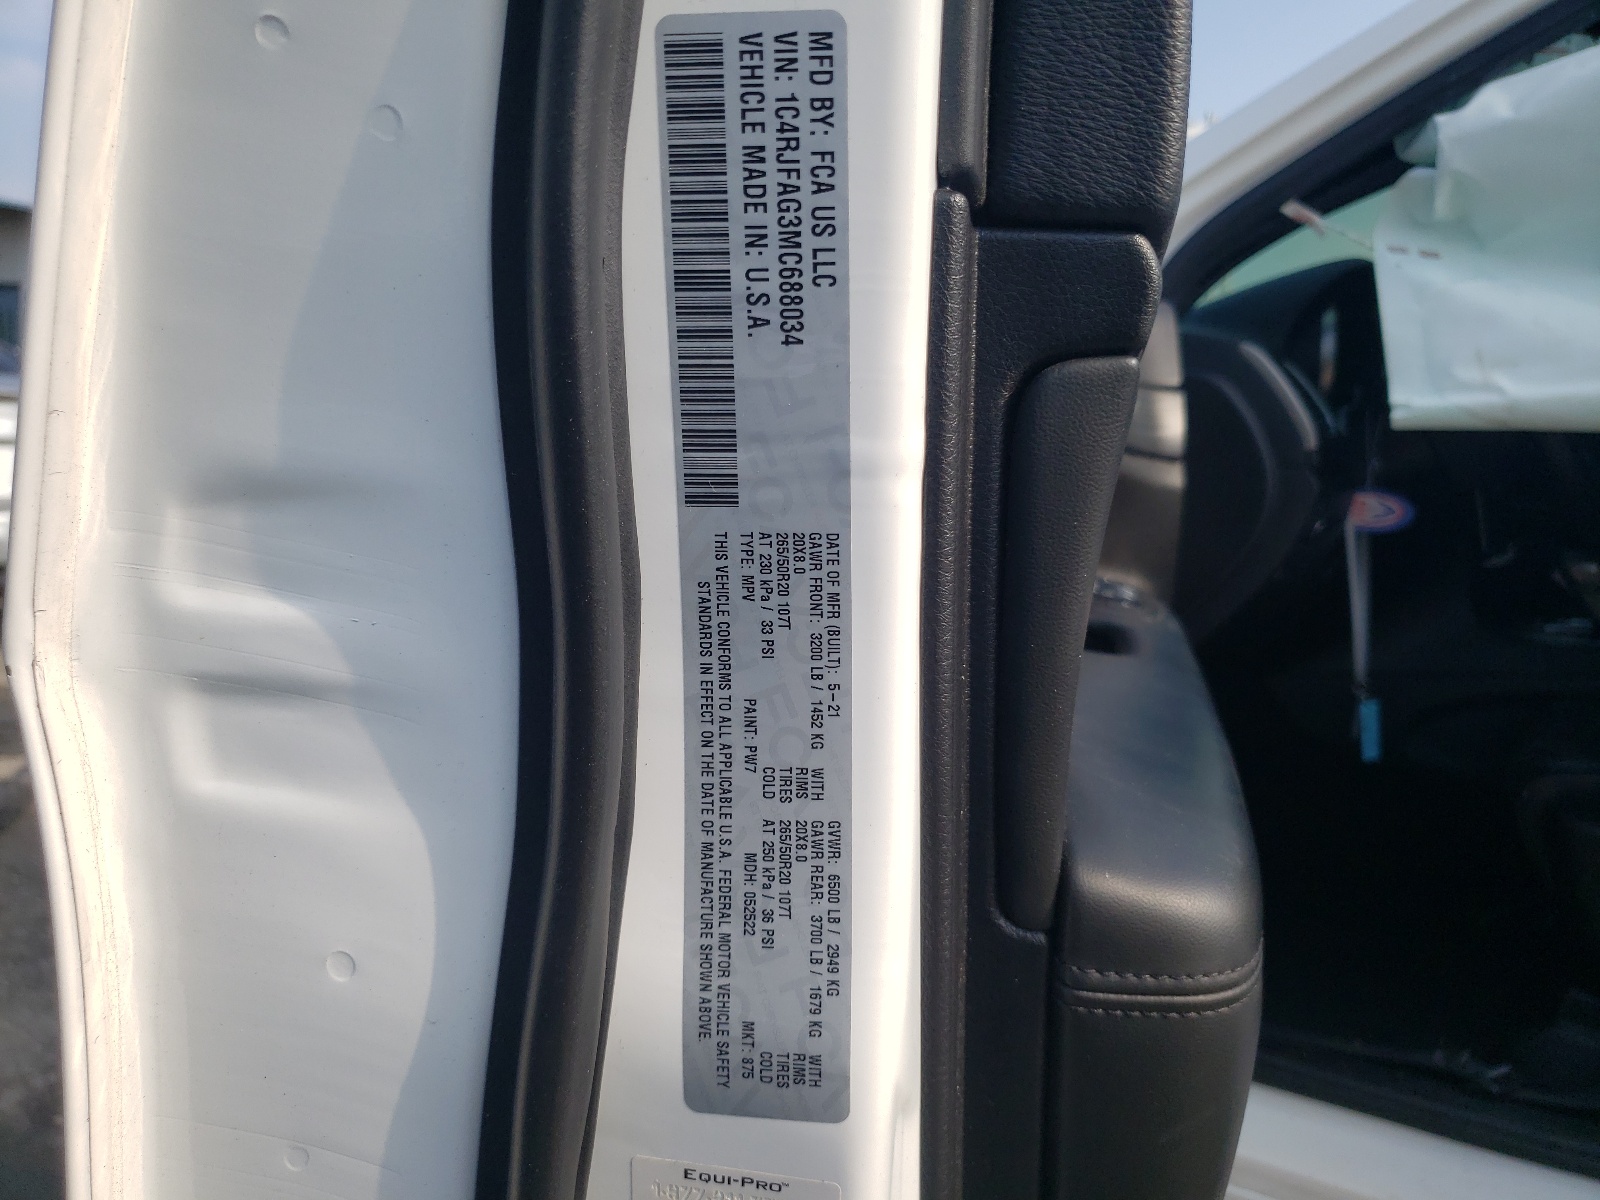 MFD BY: FCA US LLC
VIN: 1C4RJFAG3MC688034
VEHICLE MADE IN: U.S.A.
DATE OF MFR (BUILT): 5-21 GVWR: 6500 LB / 2949 KG
GAWR FRONT: 3200 LB / 1452 KG WITH GAWR REAR: 3700 LB / 1679 KG WITH
20X8.0 RIMS 20X8.0 RIMS
265/50R20 107T TIRES 265/50R20 107T TIRES
AT 230 kPa / 33 PSI COLD AT 250 kPa / 36 PSI COLD
TYPE: MPV PAINT: PW7 MDH: 052522 MKT: 875
THIS VEHICLE CONFORMS TO ALL APPLICABLE U.S.A. FEDERAL MOTOR VEHICLE SAFETY
STANDARDS IN EFFECT ON THE DATE OF MANUFACTURE SHOWN ABOVE.
EQUI-PRO™